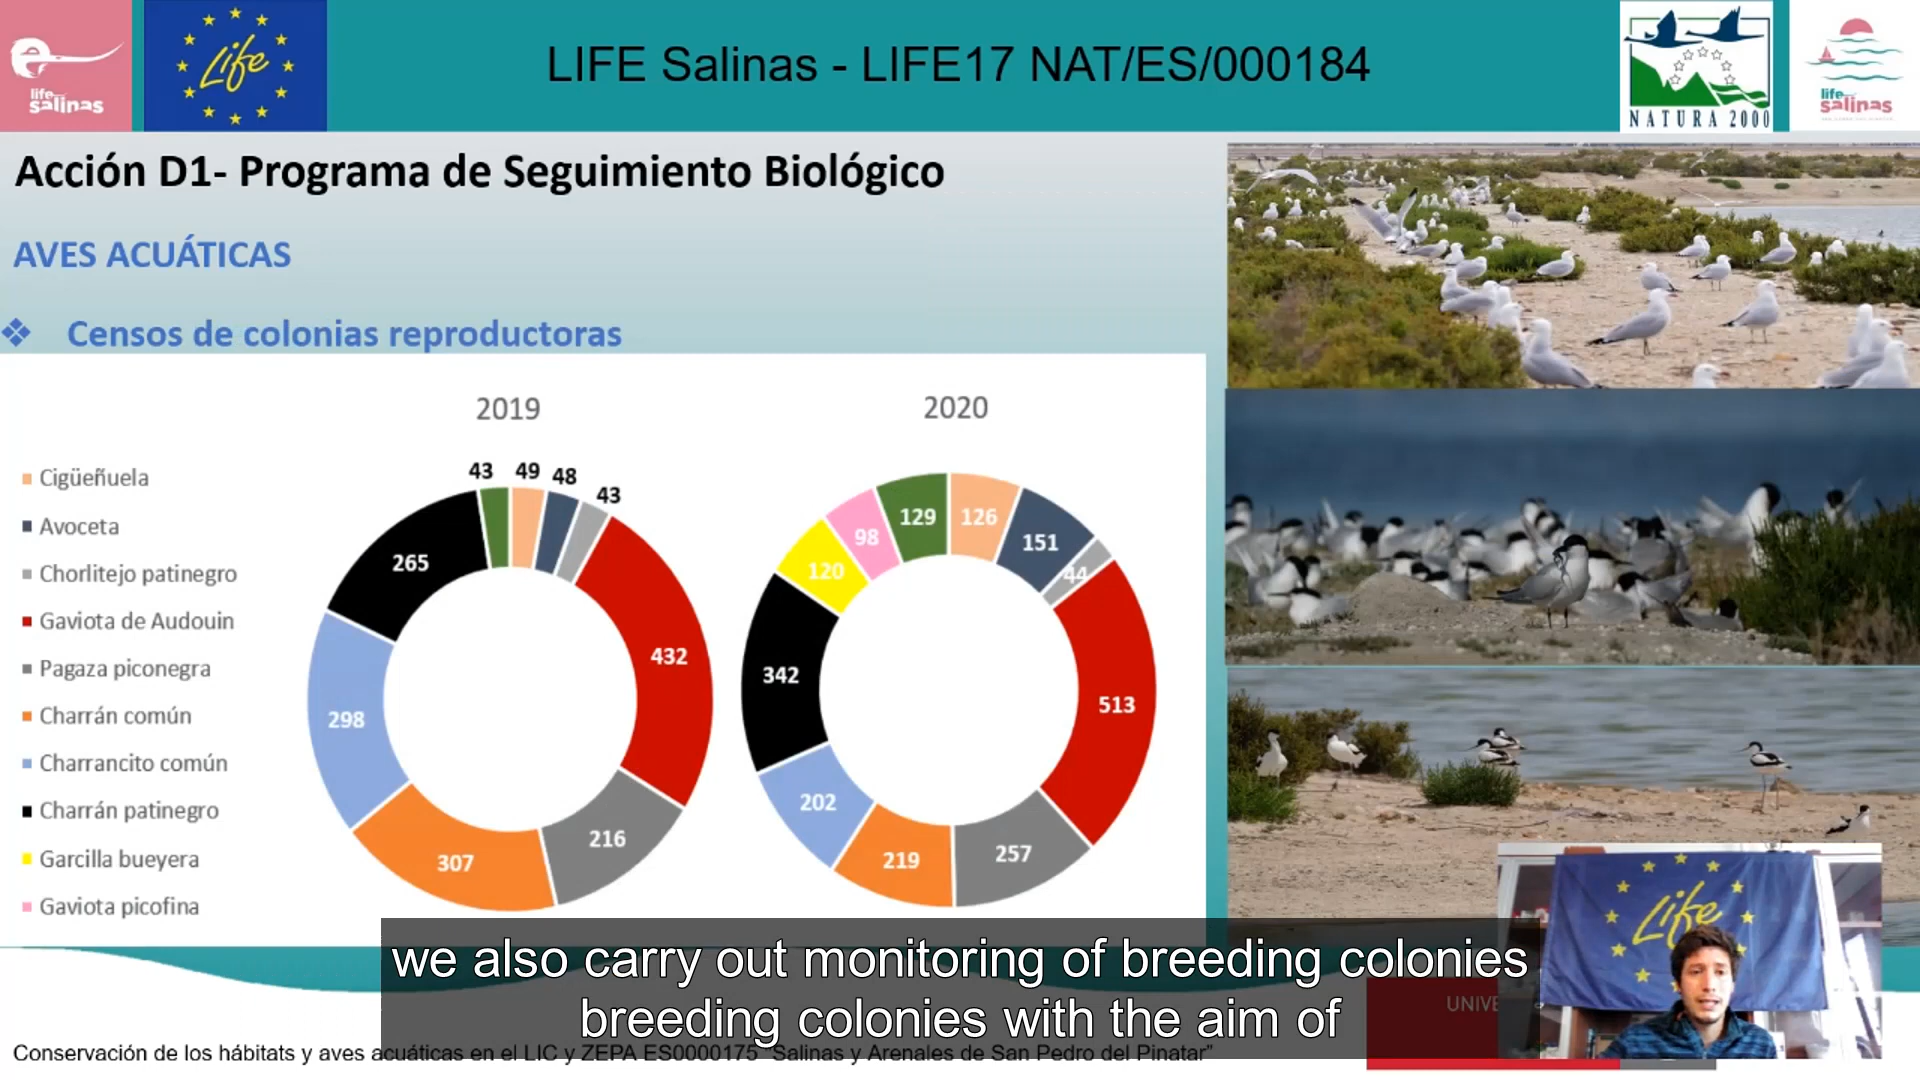 life salinas
Life
LIFE Salinas - LIFE17 NAT/ES/000184
NATURA 2000
life salinas
Acción D1- Programa de Seguimiento Biológico
AVES ACUÁTICAS
❖ Censos de colonias reproductoras
2019
2020
Cigüeñuela
Avoceta
Chorlitejo patinegro
Gaviota de Audouin
Pagaza piconegra
Charrán común
Charrancito común
Charrán patinegro
Garcilla bueyera
Gaviota picofina
43
49
48
43
432
216
307
298
265
126
151
44
513
257
219
202
342
120
98
129
Life
we also carry out monitoring of breeding colonies
breeding colonies with the aim of
UNIVE
Conservación de los hábitats y aves acuáticas en el LIC y ZEPA ES0000175 "Salinas y Arenales de San Pedro del Pinatar"